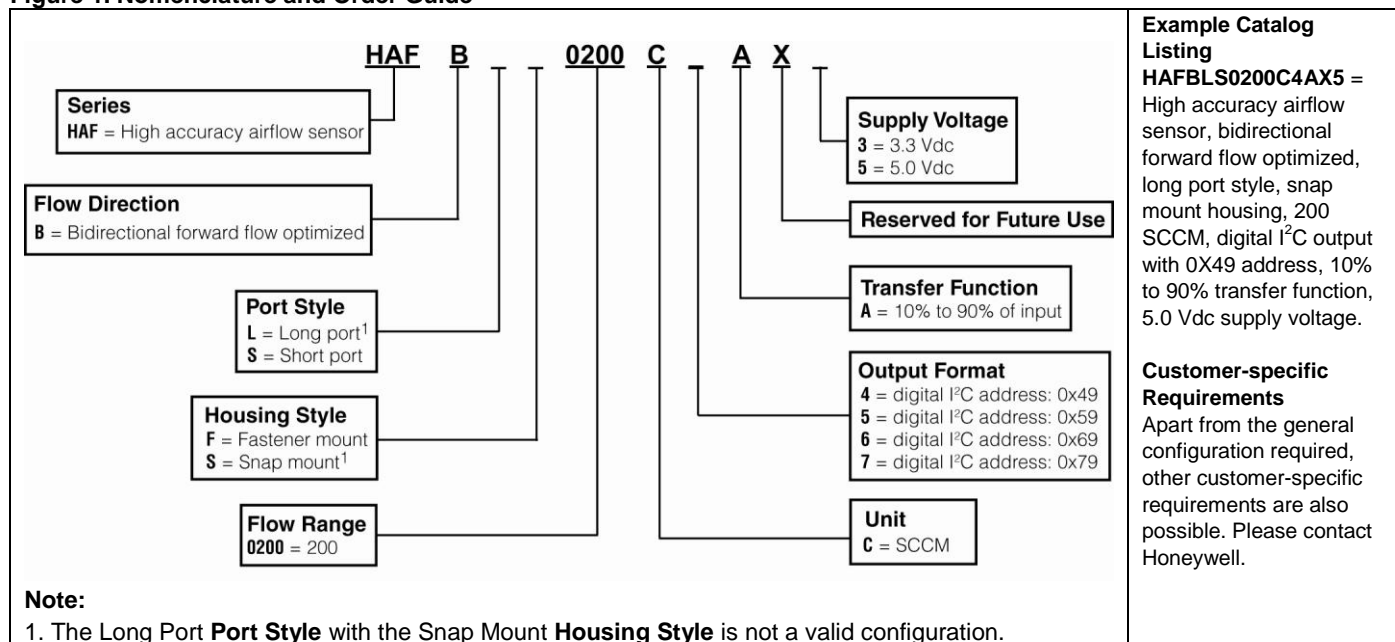 Figure 1. Nomenclature and Order Guide
HAF B _ _ 0200 C _ A X _
Series
HAF = High accuracy airflow sensor
Flow Direction
B = Bidirectional forward flow optimized
Port Style
L = Long port1
S = Short port
Housing Style
F = Fastener mount
S = Snap mount1
Flow Range
0200 = 200
Supply Voltage
3 = 3.3 Vdc
5 = 5.0 Vdc
Reserved for Future Use
Transfer Function
A = 10% to 90% of input
Output Format
4 = digital I2C address: 0x49
5 = digital I2C address: 0x59
6 = digital I2C address: 0x69
7 = digital I2C address: 0x79
Unit
C = SCCM
Note:
1. The Long Port Port Style with the Snap Mount Housing Style is not a valid configuration.
Example Catalog
Listing
HAFBLS0200C4AX5 =
High accuracy airflow
sensor, bidirectional
forward flow optimized,
long port style, snap
mount housing, 200
SCCM, digital I2C output
with 0X49 address, 10%
to 90% transfer function,
5.0 Vdc supply voltage.
Customer-specific
Requirements
Apart from the general
configuration required,
other customer-specific
requirements are also
possible. Please contact
Honeywell.